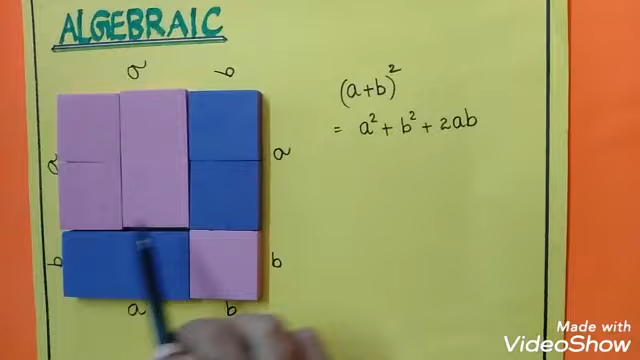 ALGEBRAIC
a b
(a+b)²
= a² + b² + 2ab
a a
b b
a b
Made with
VideoShow